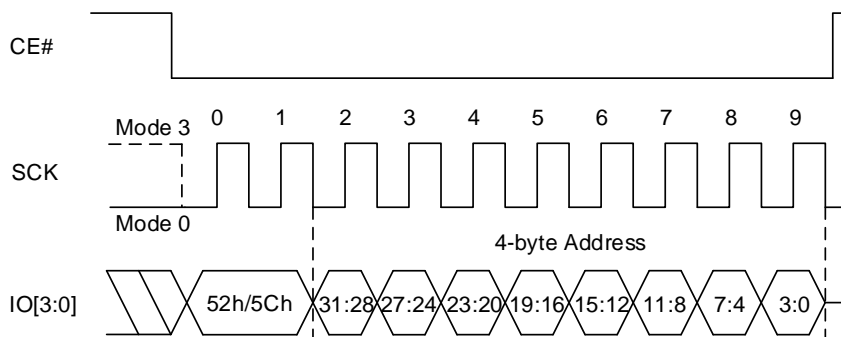 CE#
0 1 2 3 4 5 6 7 8 9
Mode 3
SCK
Mode 0
4-byte Address
IO[3:0] 52h/5Ch 31:28 27:24 23:20 19:16 15:12 11:8 7:4 3:0